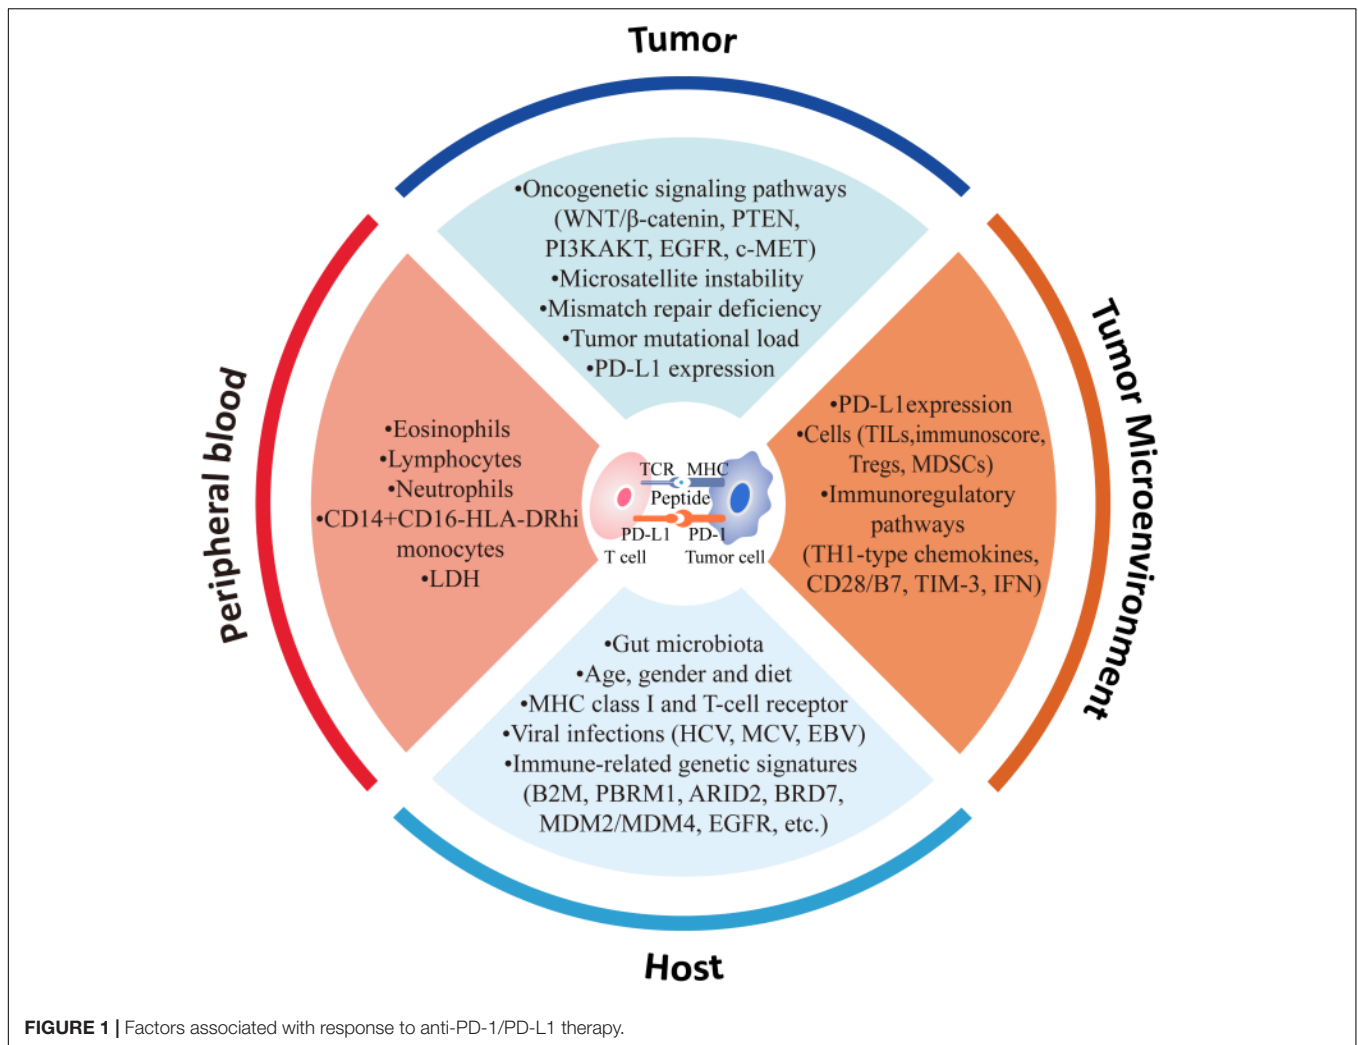 Tumor
•Oncogenetic signaling pathways
(WNT/β-catenin, PTEN,
PI3KAKT, EGFR, c-MET)
•Microsatellite instability
•Mismatch repair deficiency
•Tumor mutational load
•PD-L1 expression
Tumor Microenvironment
•PD-L1expression
•Cells (TILs,immunoscore,
Tregs, MDSCs)
•Immunoregulatory
pathways
(TH1-type chemokines,
CD28/B7, TIM-3, IFN)
Peripheral blood
•Eosinophils
•Lymphocytes
•Neutrophils
•CD14+CD16-HLA-DRhi
monocytes
•LDH
TCR MHC
Peptide
PD-L1 PD-1
T cell Tumor cell
•Gut microbiota
•Age, gender and diet
•MHC class I and T-cell receptor
•Viral infections (HCV, MCV, EBV)
•Immune-related genetic signatures
(B2M, PBRM1, ARID2, BRD7,
MDM2/MDM4, EGFR, etc.)
Host
FIGURE 1 | Factors associated with response to anti-PD-1/PD-L1 therapy.